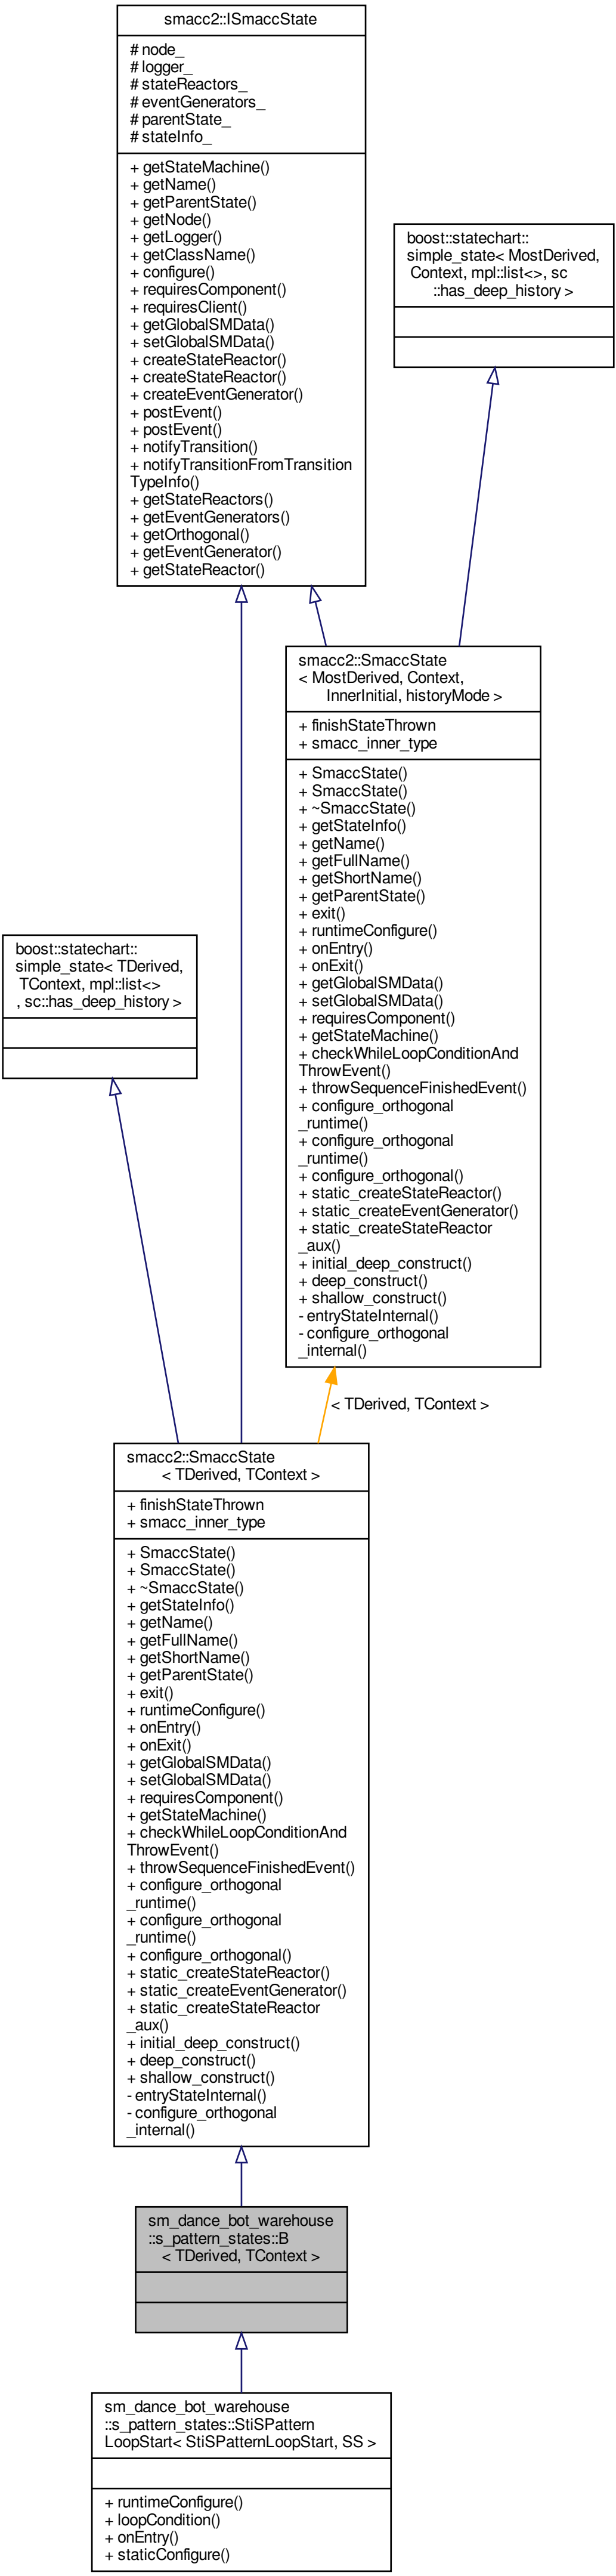 smacc2::ISmaccState
# node_
# logger_
# stateReactors_
# eventGenerators_
# parentState_
# stateInfo_
+ getStateMachine()
+ getName()
+ getParentState()
+ getNode()
+ getLogger()
+ getClassName()
+ configure()
+ requiresComponent()
+ requiresClient()
+ getGlobalSMData()
+ setGlobalSMData()
+ createStateReactor()
+ createStateReactor()
+ createEventGenerator()
+ postEvent()
+ postEvent()
+ notifyTransition()
+ notifyTransitionFromTransition
TypeInfo()
+ getStateReactors()
+ getEventGenerators()
+ getOrthogonal()
+ getEventGenerator()
+ getStateReactor()
boost::statechart::
simple_state< MostDerived,
Context, mpl::list<>, sc
::has_deep_history >
smacc2::SmaccState
< MostDerived, Context,
InnerInitial, historyMode >
+ finishStateThrown
+ smacc_inner_type
+ SmaccState()
+ SmaccState()
+ ~SmaccState()
+ getStateInfo()
+ getName()
+ getFullName()
+ getShortName()
+ getParentState()
+ exit()
+ runtimeConfigure()
+ onEntry()
+ onExit()
+ getGlobalSMData()
+ setGlobalSMData()
+ requiresComponent()
+ getStateMachine()
+ checkWhileLoopConditionAnd
ThrowEvent()
+ throwSequenceFinishedEvent()
+ configure_orthogonal
_runtime()
+ configure_orthogonal
_runtime()
+ configure_orthogonal()
+ static_createStateReactor()
+ static_createEventGenerator()
+ static_createStateReactor
_aux()
+ initial_deep_construct()
+ deep_construct()
+ shallow_construct()
- entryStateInternal()
- configure_orthogonal
_internal()
boost::statechart::
simple_state< TDerived,
TContext, mpl::list<>
, sc::has_deep_history >
< TDerived, TContext >
smacc2::SmaccState
< TDerived, TContext >
+ finishStateThrown
+ smacc_inner_type
+ SmaccState()
+ SmaccState()
+ ~SmaccState()
+ getStateInfo()
+ getName()
+ getFullName()
+ getShortName()
+ getParentState()
+ exit()
+ runtimeConfigure()
+ onEntry()
+ onExit()
+ getGlobalSMData()
+ setGlobalSMData()
+ requiresComponent()
+ getStateMachine()
+ checkWhileLoopConditionAnd
ThrowEvent()
+ throwSequenceFinishedEvent()
+ configure_orthogonal
_runtime()
+ configure_orthogonal
_runtime()
+ configure_orthogonal()
+ static_createStateReactor()
+ static_createEventGenerator()
+ static_createStateReactor
_aux()
+ initial_deep_construct()
+ deep_construct()
+ shallow_construct()
- entryStateInternal()
- configure_orthogonal
_internal()
sm_dance_bot_warehouse
::s_pattern_states::B
< TDerived, TContext >
sm_dance_bot_warehouse
::s_pattern_states::StiSPattern
LoopStart< StiSPatternLoopStart, SS >
+ runtimeConfigure()
+ loopCondition()
+ onEntry()
+ staticConfigure()